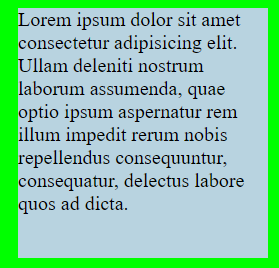 Lorem ipsum dolor sit amet
consectetur adipisicing elit.
Ullam deleniti nostrum
laborum assumenda, quae
optio ipsum aspernatur rem
illum impedit rerum nobis
repellendus consequuntur,
consequatur, delectus labore
quos ad dicta.